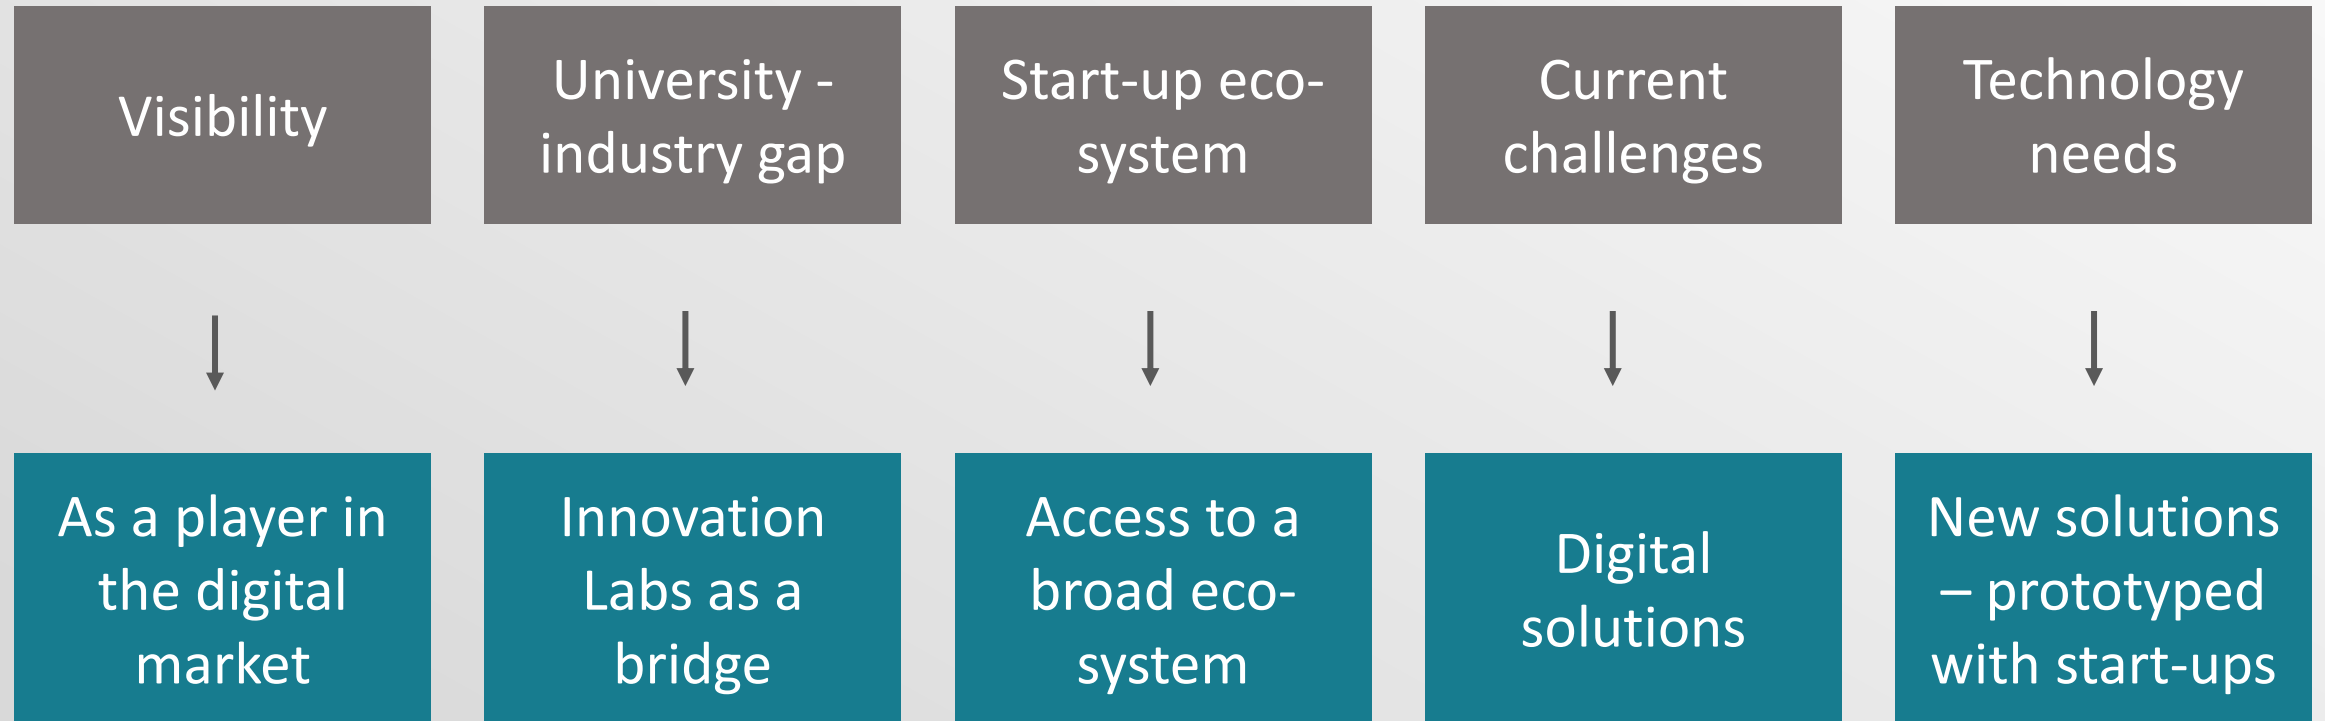 Visibility
University -
industry gap
Start-up eco-
system
Current
challenges
Technology
needs
As a player in
the digital
market
Innovation
Labs as a
bridge
Access to a
broad eco-
system
Digital
solutions
New solutions
– prototyped
with start-ups